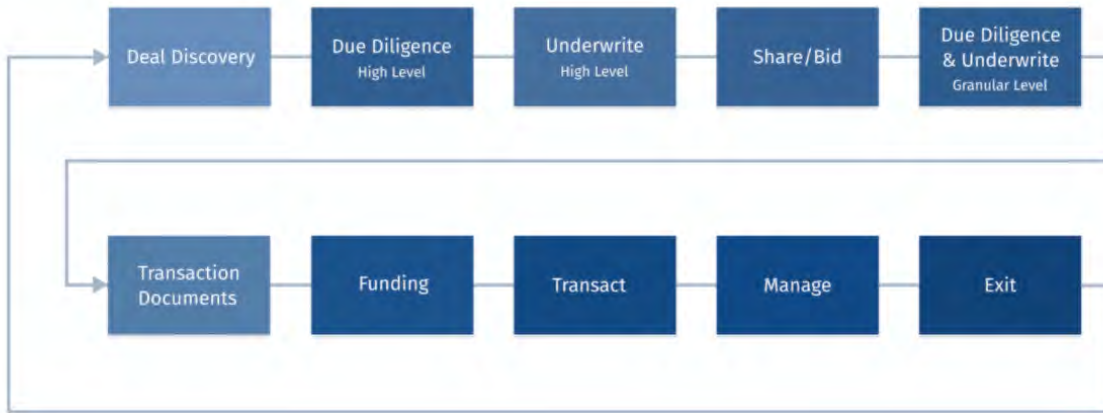 Deal Discovery
Due Diligence
High Level
Underwrite
High Level
Share/Bid
Due Diligence
& Underwrite
Granular Level
Transaction
Documents
Funding
Transact
Manage
Exit